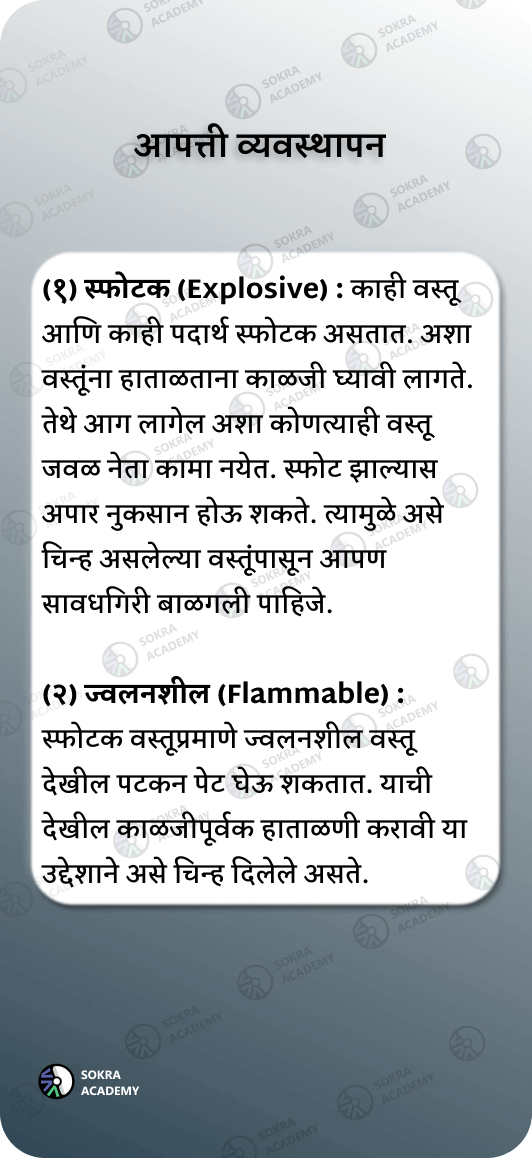 आपत्ती व्यवस्थापन
(१) स्फोटक (Explosive) : काही वस्तू
आणि काही पदार्थ स्फोटक असतात. अशा
वस्तूंना हाताळताना काळजी घ्यावी लागते.
तेथे आग लागेल अशा कोणत्याही वस्तू
जवळ नेता कामा नयेत. स्फोट झाल्यास
अपार नुकसान होऊ शकते. त्यामुळे असे
चिन्ह असलेल्या वस्तूंपासून आपण
सावधगिरी बाळगली पाहिजे.
(२) ज्वलनशील (Flammable) :
स्फोटक वस्तूप्रमाणे ज्वलनशील वस्तू
देखील पटकन पेट घेऊ शकतात. याची
देखील काळजीपूर्वक हाताळणी करावी या
उद्देशाने असे चिन्ह दिलेले असते.
SOKRA
ACADEMY